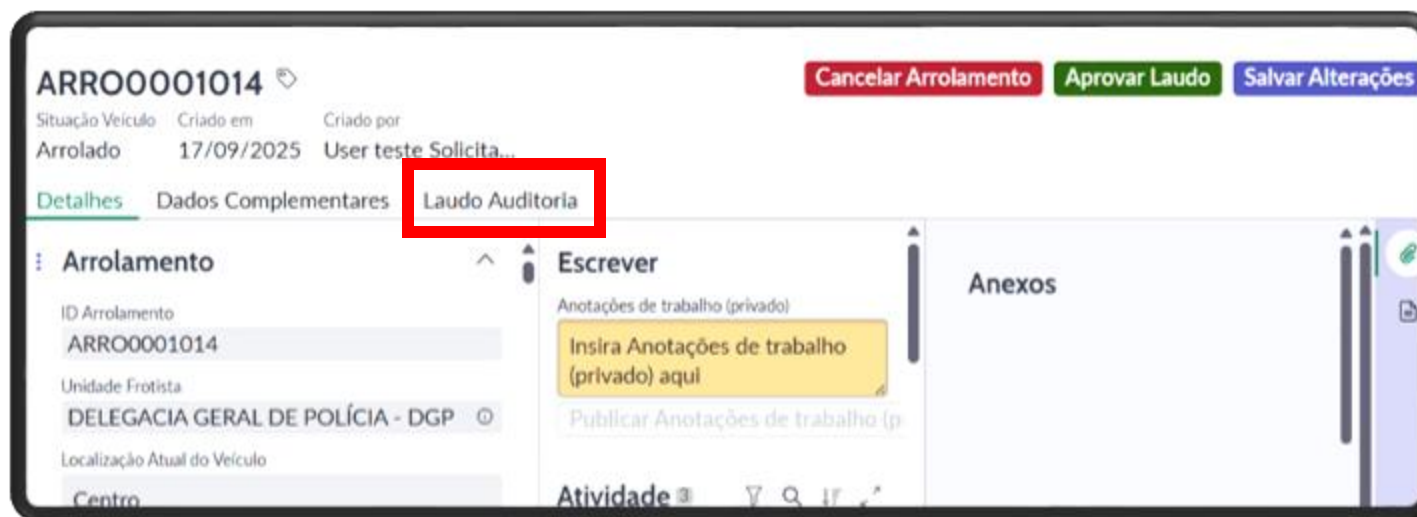 ARRO0001014
Cancelar Arrolamento Aprovar Laudo Salvar Alterações
Situação Veículo Criado em Criado por
Arrolado 17/09/2025 User teste Solicita...
Detalhes Dados Complementares Laudo Auditoria
Arrolamento
ID Arrolamento
ARRO0001014
Unidade Frotista
DELEGACIA GERAL DE POLÍCIA - DGP
Localização Atual do Veículo
Centro
Escrever
Anotações de trabalho (privado)
Insira Anotações de trabalho
(privado) aqui
Publicar Anotações de trabalho (p
Atividade 3
Anexos